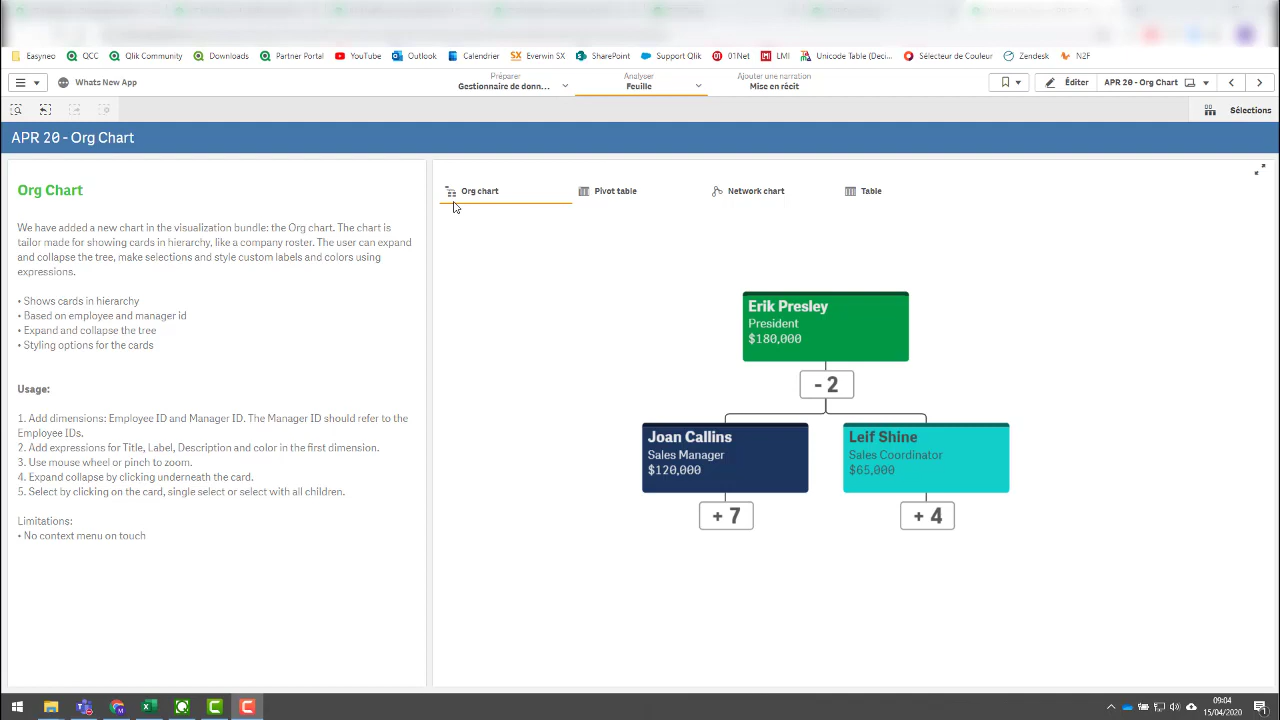 Easyneo QCC Qlik Community Downloads Partner Portal YouTube Outlook Calendrier Everwin SX SharePoint Support Qlik 01Net LMI Unicode Table (Deci... Sélecteur de Couleur Zendesk N2F
Whats New App
Préparer
Gestionnaire de donn...
Analyser
Feuille
Ajouter une narration
Mise en récit
Éditer
APR 20 - Org Chart
Sélections
APR 20 - Org Chart
Org Chart
We have added a new chart in the visualization bundle: the Org chart. The chart is
tailor made for showing cards in hierarchy, like a company roster. The user can expand
and collapse the tree, make selections and style custom labels and colors using
expressions.
• Shows cards in hierarchy
• Based on employee and manager id
• Expand and collapse the tree
• Styling options for the cards
Usage:
1. Add dimensions: Employee ID and Manager ID. The Manager ID should refer to the
Employee IDs.
2. Add expressions for Title, Label, Description and color in the first dimension.
3. Use mouse wheel or pinch to zoom.
4. Expand collapse by clicking underneath the card.
5. Select by clicking on the card, single select or select with all children.
Limitations:
• No context menu on touch
Org chart Pivot table Network chart Table
Erik Presley
President
$180,000
- 2
Joan Callins
Sales Manager
$120,000
+ 7
Leif Shine
Sales Coordinator
$65,000
+ 4
09:04
15/04/2020